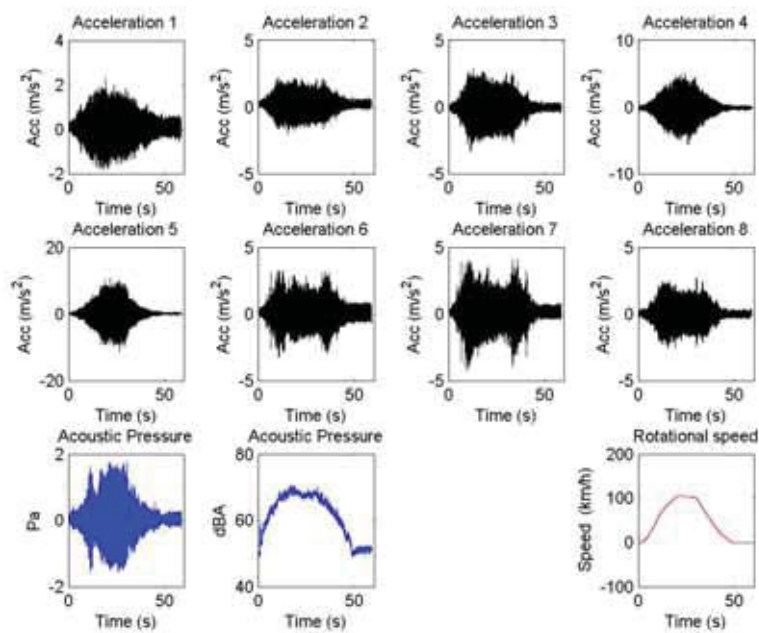 Acceleration 1
Acceleration 2
Acceleration 3
Acceleration 4
4
2
0
-2
5
0
-5
5
0
-5
10
0
-10
Acc (m/s²)
Acc (m/s²)
Acc (m/s²)
Acc (m/s²)
0 50
0 50
0 50
0 50
Time (s)
Time (s)
Time (s)
Time (s)
Acceleration 5
Acceleration 6
Acceleration 7
Acceleration 8
20
0
-20
5
0
-5
5
0
-5
5
0
-5
Acc (m/s²)
Acc (m/s²)
Acc (m/s²)
Acc (m/s²)
0 50
0 50
0 50
0 50
Time (s)
Time (s)
Time (s)
Time (s)
Acoustic Pressure
Acoustic Pressure
Rotational speed
2
0
-2
80
60
40
200
100
0
-100
Pa
dBA
Speed (km/h)
0 50
0 50
0 50
Time (s)
Time (s)
Time (s)